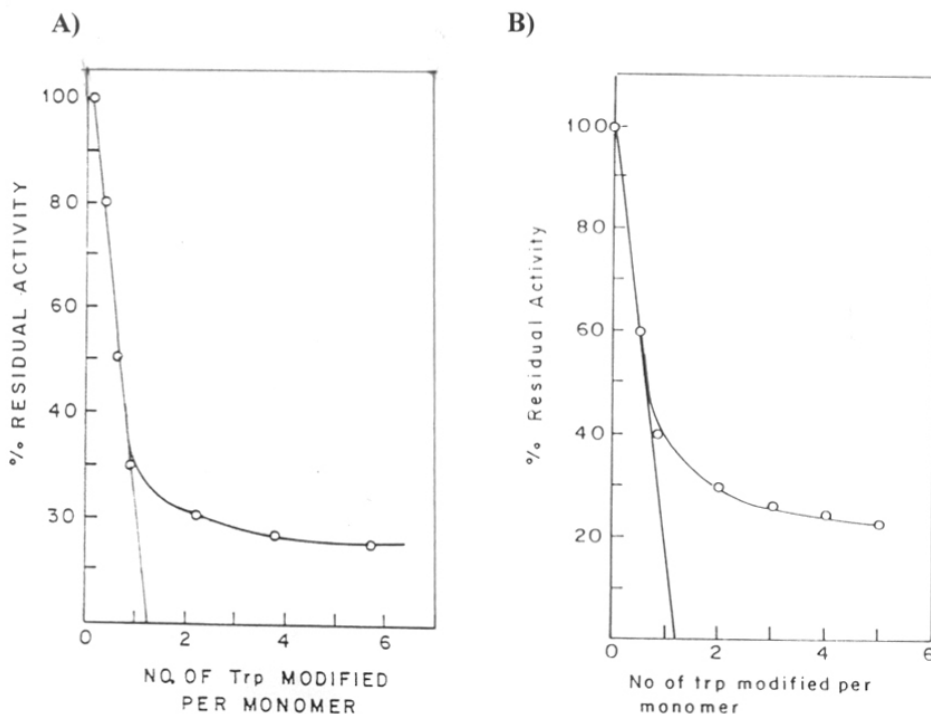 A)
100
80
60
40
30
0
2
4
6
% RESIDUAL ACTIVITY
NO. OF Trp MODIFIED
PER MONOMER
B)
100
80
60
40
20
0
2
4
6
% Residual Activity
No of trp modified per
monomer